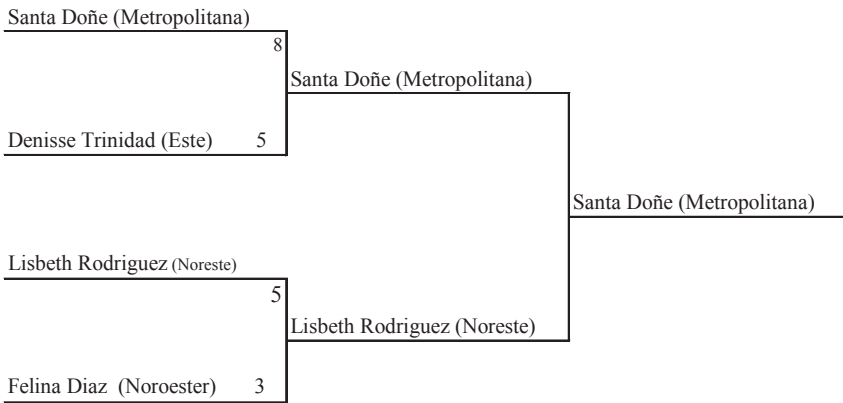 Santa Doñe (Metropolitana)
8
Santa Doñe (Metropolitana)
Denisse Trinidad (Este) 5
Santa Doñe (Metropolitana)
Lisbeth Rodriguez (Noreste)
5
Lisbeth Rodriguez (Noreste)
Felina Diaz (Noroester) 3